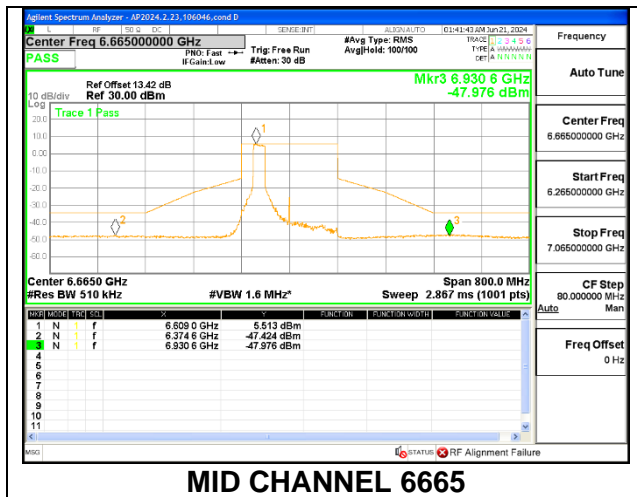 Agilent Spectrum Analyzer - AP2024.2.23,106046,cond D
L RF 50 Ω DC SENSE:INT ALIGN AUTO 01:41:43 AM Jun 21, 2024
Center Freq 6.665000000 GHz #Avg Type: RMS TRACE 1 2 3 4 5 6
PASS PNO: Fast Trig: Free Run Avg|Hold: 100/100 TYPE A
IFGain:Low #Atten: 30 dB DET A N N N N N
Frequency
Auto Tune
Center Freq
6.665000000 GHz
Start Freq
6.265000000 GHz
Stop Freq
7.065000000 GHz
CF Step
80.000000 MHz
Auto Man
Freq Offset
0 Hz
Ref Offset 13.42 dB Mkr3 6.930 6 GHz
10 dB/div Ref 30.00 dBm -47.976 dBm
Log
Trace 1 Pass
20.0
10.0
0.00
-10.0
-20.0
-30.0
-40.0
-50.0
-60.0
1
2
3
Center 6.6650 GHz Span 800.0 MHz
#Res BW 510 kHz #VBW 1.6 MHz* Sweep 2.867 ms (1001 pts)
MKR MODE TRC SCL X Y FUNCTION FUNCTION WIDTH FUNCTION VALUE
1 N 1 f 6.609 0 GHz 5.513 dBm
2 N 1 f 6.374 6 GHz -47.424 dBm
3 N 1 f 6.930 6 GHz -47.976 dBm
4
5
6
7
8
9
10
11
MSG STATUS RF Alignment Failure
MID CHANNEL 6665